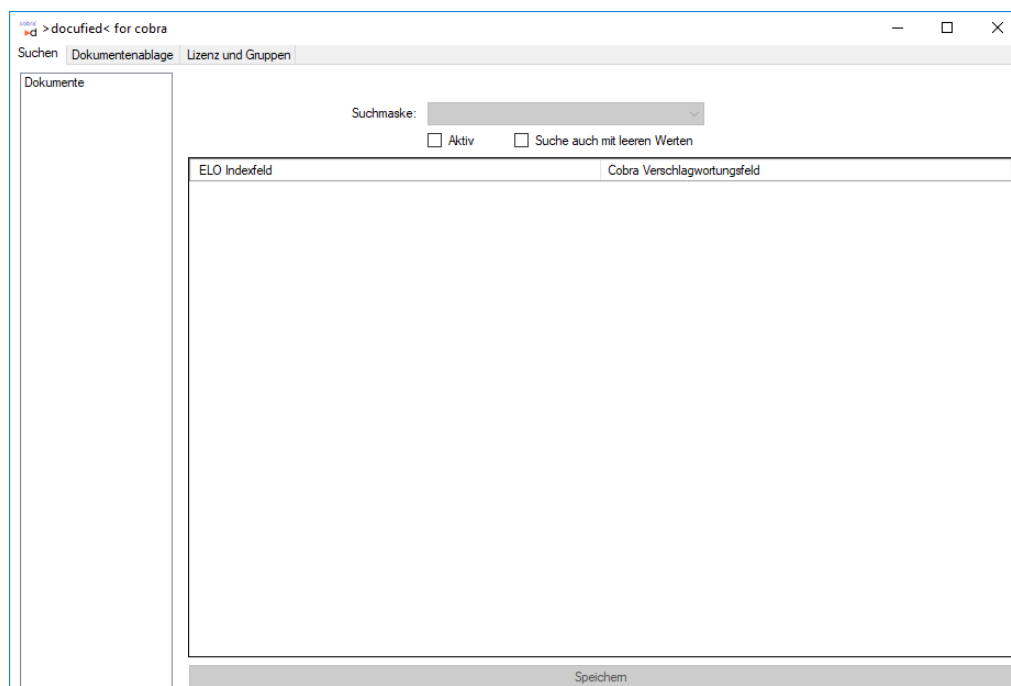 cobra
d >docufied< for cobra
Suchen Dokumentenablage Lizenz und Gruppen
Dokumente
Suchmaske:
Aktiv Suche auch mit leeren Werten
ELO Indexfeld Cobra Verschlagwortungsfeld
Speichern